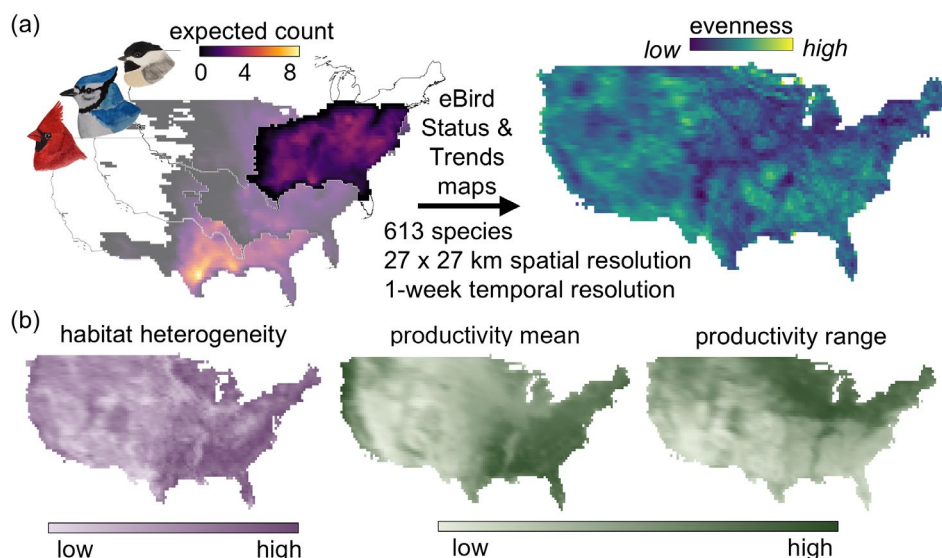 (a)
expected count
0 4 8
eBird
Status &
Trends
maps
613 species
27 x 27 km spatial resolution
1-week temporal resolution
evenness
low high
(b)
habitat heterogeneity
productivity mean
productivity range
low high
low high